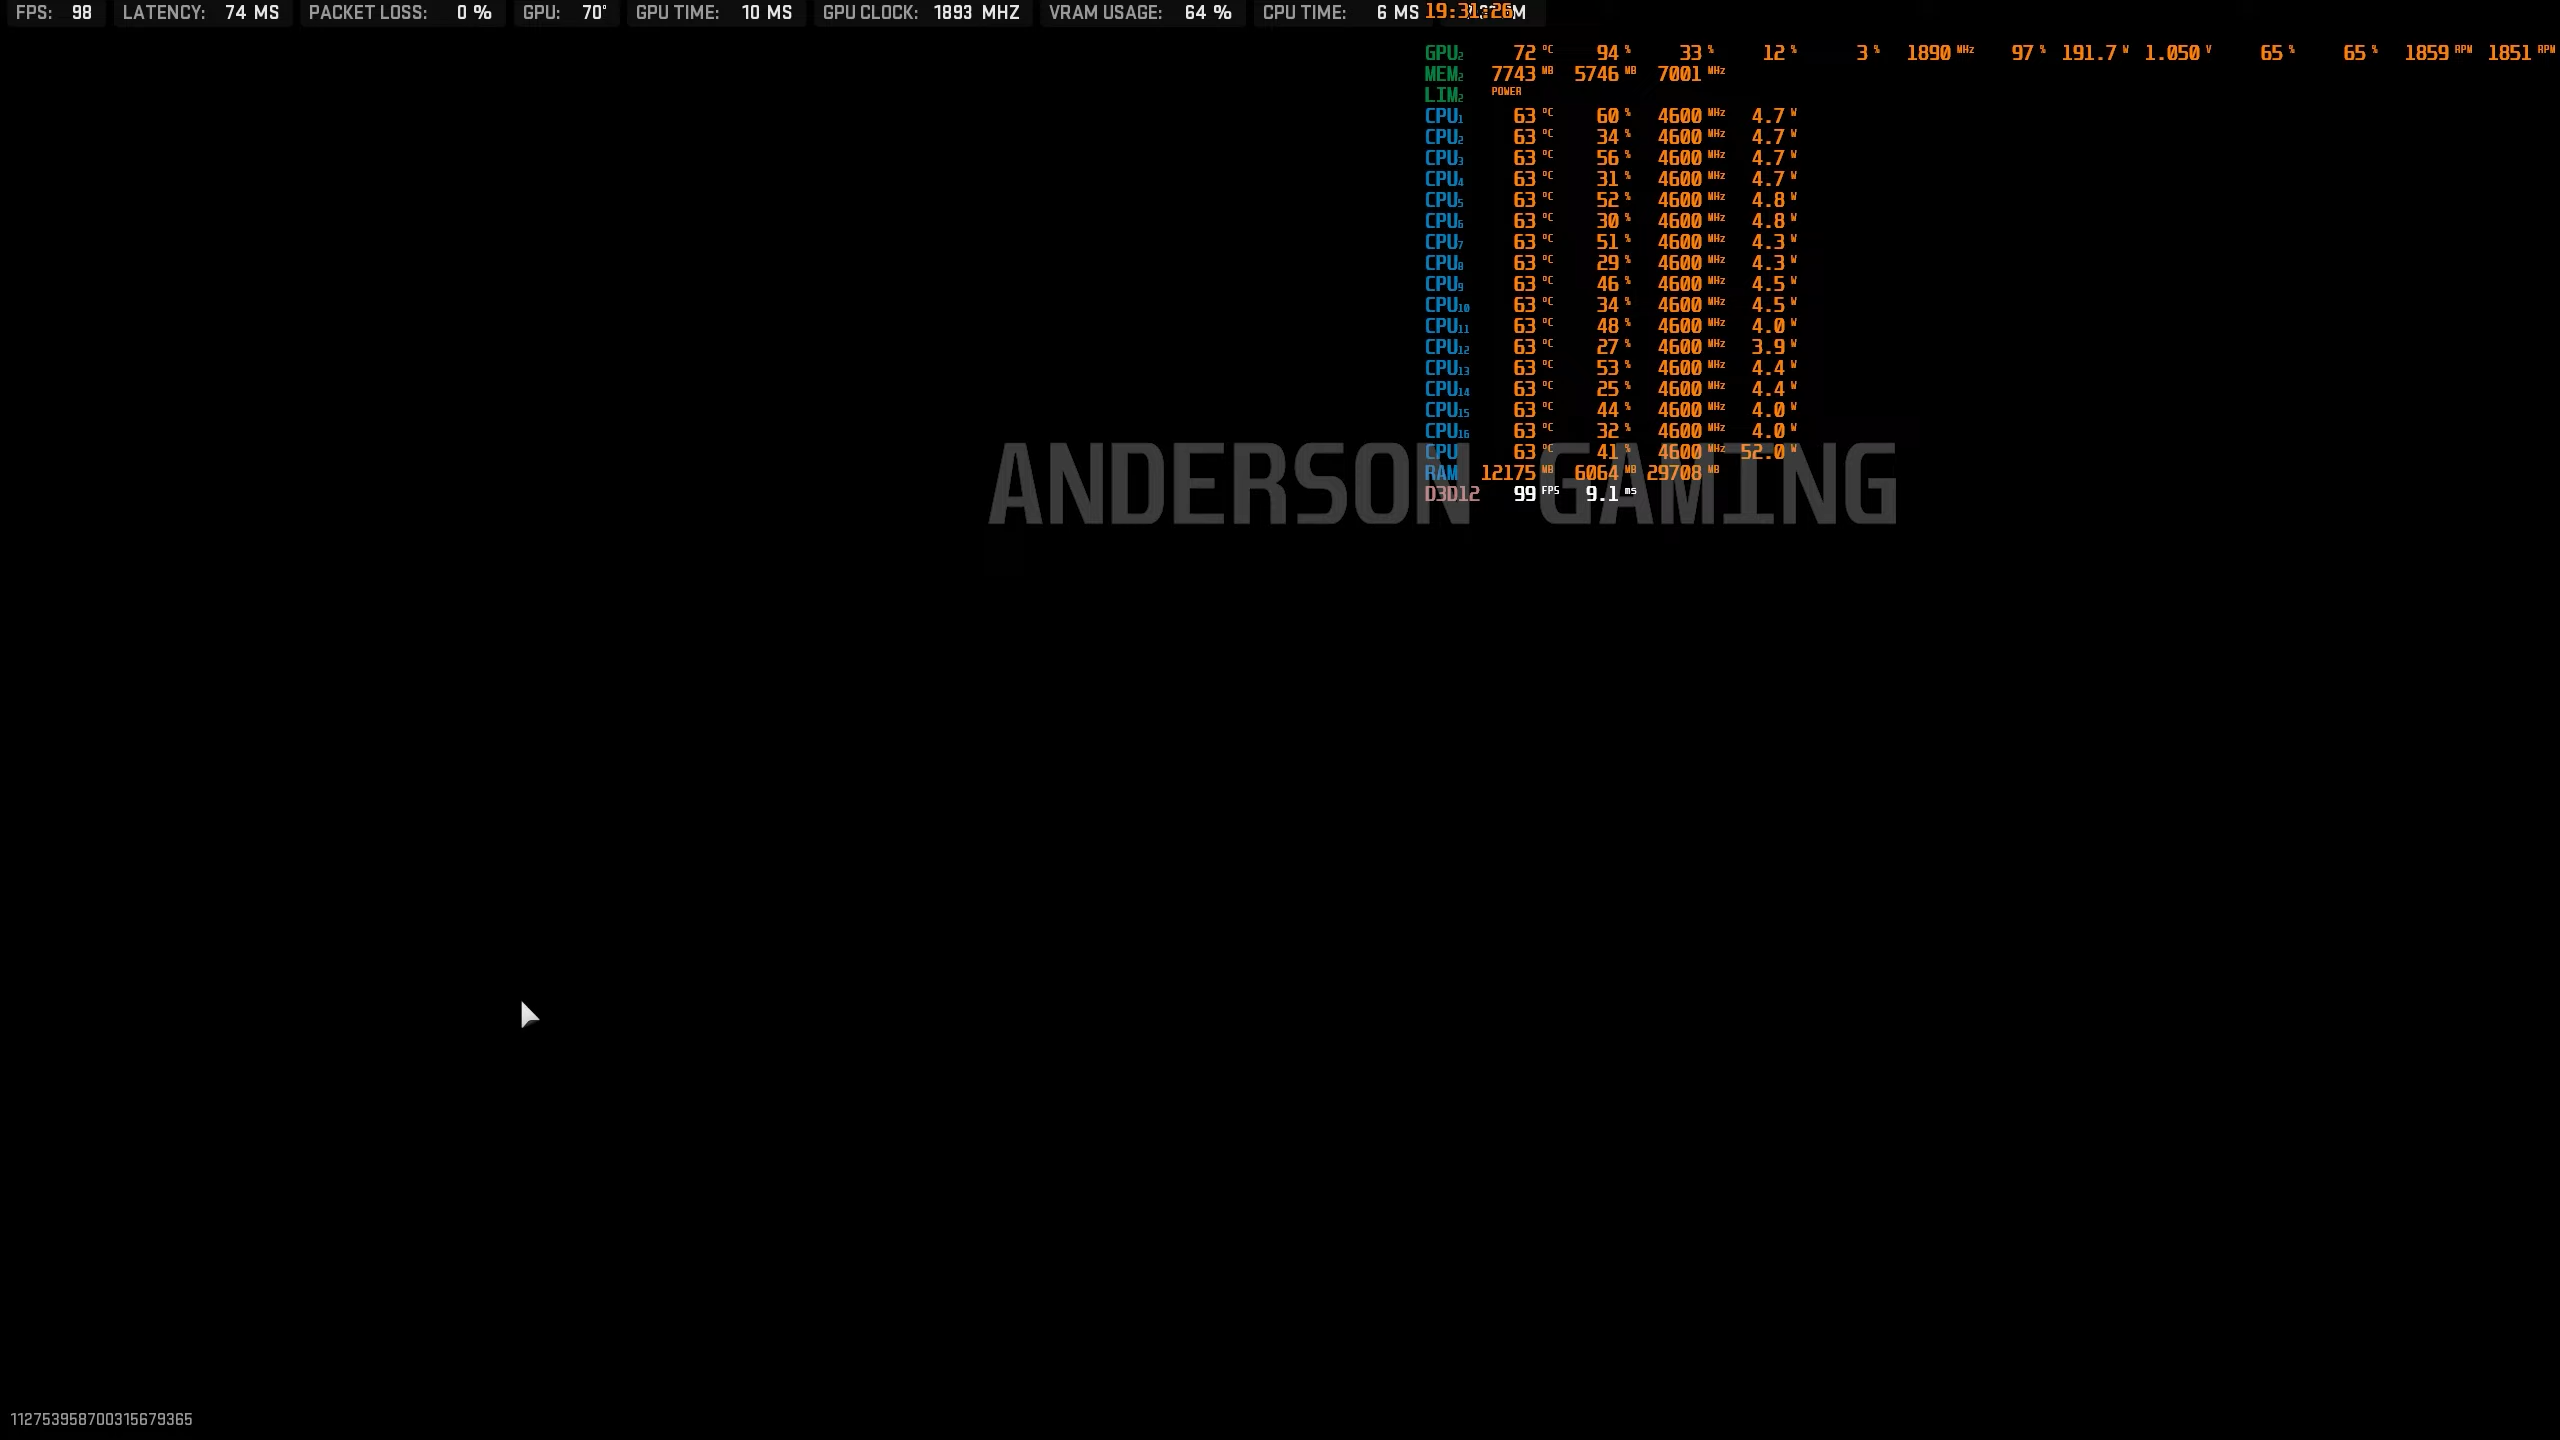 FPS: 98 LATENCY: 74 MS PACKET LOSS: 0 % GPU: 70° GPU TIME: 10 MS GPU CLOCK: 1893 MHZ VRAM USAGE: 64 % CPU TIME: 6 MS 19:31:26
GPU2 72 °C 94 % 33 % 12 % 3 % 1890 MHz 97 % 191.7 W 1.050 V 65 % 65 % 1859 RPM 1851 RPM
MEM2 7743 MB 5746 MB 7001 MHz
LIM2 POWER
CPU1 63 °C 60 % 4600 MHz 4.7 W
CPU2 63 °C 34 % 4600 MHz 4.7 W
CPU3 63 °C 56 % 4600 MHz 4.7 W
CPU4 63 °C 31 % 4600 MHz 4.7 W
CPU5 63 °C 52 % 4600 MHz 4.8 W
CPU6 63 °C 30 % 4600 MHz 4.8 W
CPU7 63 °C 51 % 4600 MHz 4.3 W
CPU8 63 °C 29 % 4600 MHz 4.3 W
CPU9 63 °C 46 % 4600 MHz 4.5 W
CPU10 63 °C 34 % 4600 MHz 4.5 W
CPU11 63 °C 48 % 4600 MHz 4.0 W
CPU12 63 °C 27 % 4600 MHz 3.9 W
CPU13 63 °C 53 % 4600 MHz 4.4 W
CPU14 63 °C 25 % 4600 MHz 4.4 W
CPU15 63 °C 44 % 4600 MHz 4.0 W
CPU16 63 °C 32 % 4600 MHz 4.0 W
CPU 63 °C 41 % 4600 MHz 52.0 W
RAM 12175 MB 6064 MB 29708 MB
D3D12 99 FPS 9.1 ms
ANDERSON GAMING
112753958700315679365